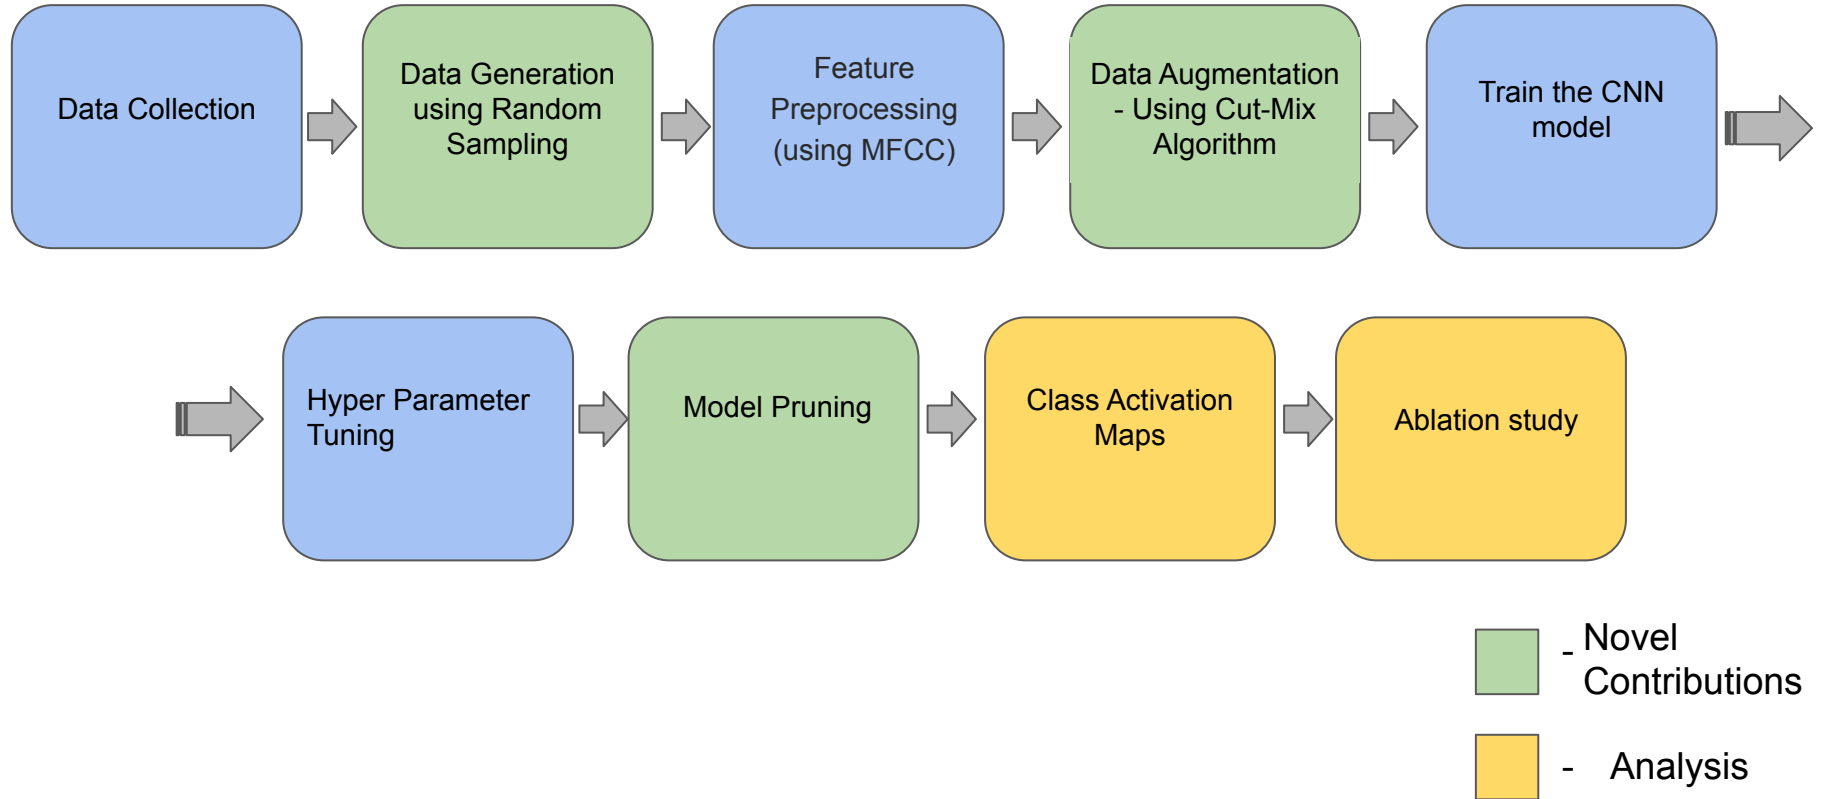 Data Collection
Data Generation
using Random
Sampling
Feature
Preprocessing
(using MFCC)
Data Augmentation
- Using Cut-Mix
Algorithm
Train the CNN
model
Hyper Parameter
Tuning
Model Pruning
Class Activation
Maps
Ablation study
- Novel
Contributions
- Analysis